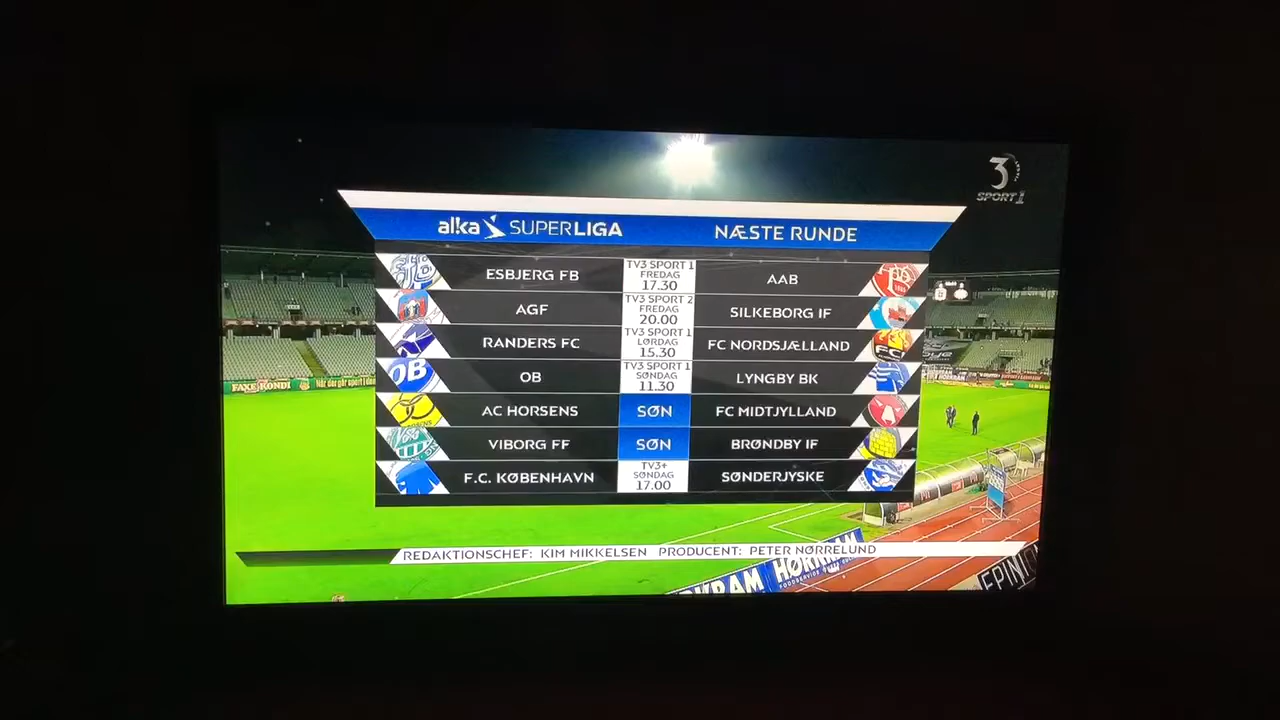 3
SPORT1
alka SUPERLIGA NÆSTE RUNDE
TV3 SPORT 1
ESBJERG FB FREDAG AAB
17.30
TV3 SPORT 2
AGF FREDAG SILKEBORG IF
20.00
TV3 SPORT 1
RANDERS FC LØRDAG FC NORDSJÆLLAND
15.30
TV3 SPORT 1
OB SØNDAG LYNGBY BK
11.30
AC HORSENS SØN FC MIDTJYLLAND
VIBORG FF SØN BRØNDBY IF
TV3+
F.C. KØBENHAVN SØNDAG SØNDERJYSKE
17.00
FAXE KONDI
REDAKTIONSCHEF: KIM MIKKELSEN PRODUCENT: PETER NØRRELUND
HØRKRAM
FOODSERVICE